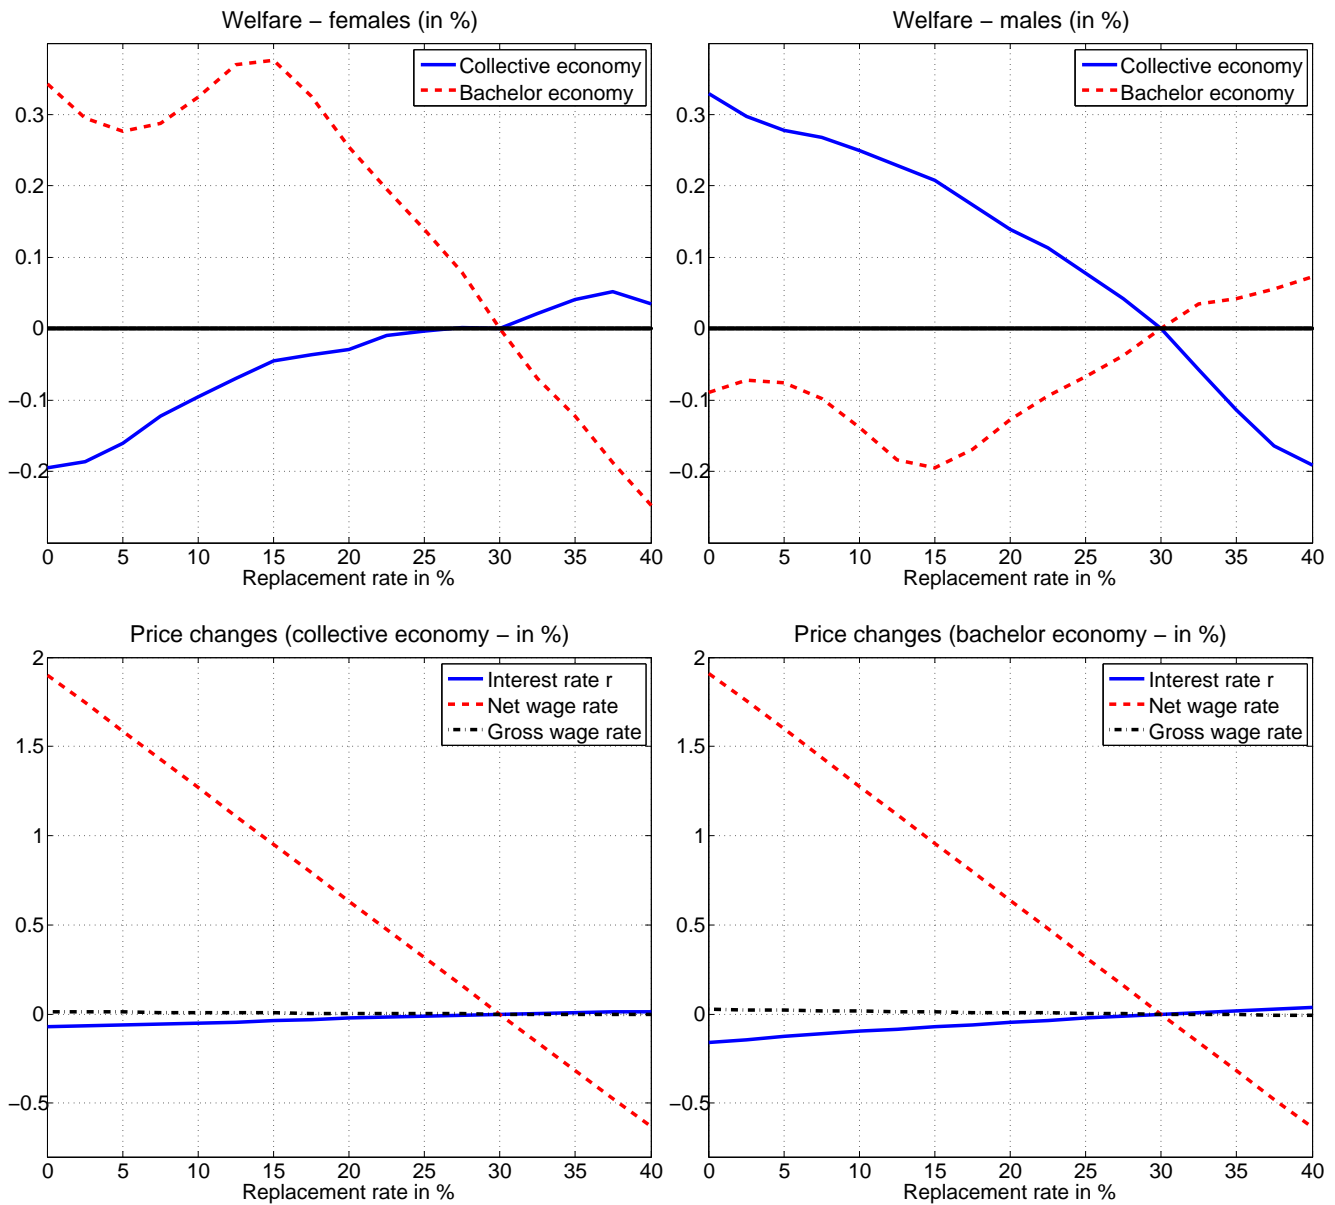 Welfare – females (in %)
Collective economy
Bachelor economy
0.3
0.2
0.1
0
−0.1
−0.2
0 5 10 15 20 25 30 35 40
Replacement rate in %
Welfare – males (in %)
Collective economy
Bachelor economy
0.3
0.2
0.1
0
−0.1
−0.2
0 5 10 15 20 25 30 35 40
Replacement rate in %
Price changes (collective economy – in %)
Interest rate r
Net wage rate
Gross wage rate
2
1.5
1
0.5
0
−0.5
0 5 10 15 20 25 30 35 40
Replacement rate in %
Price changes (bachelor economy – in %)
Interest rate r
Net wage rate
Gross wage rate
2
1.5
1
0.5
0
−0.5
0 5 10 15 20 25 30 35 40
Replacement rate in %